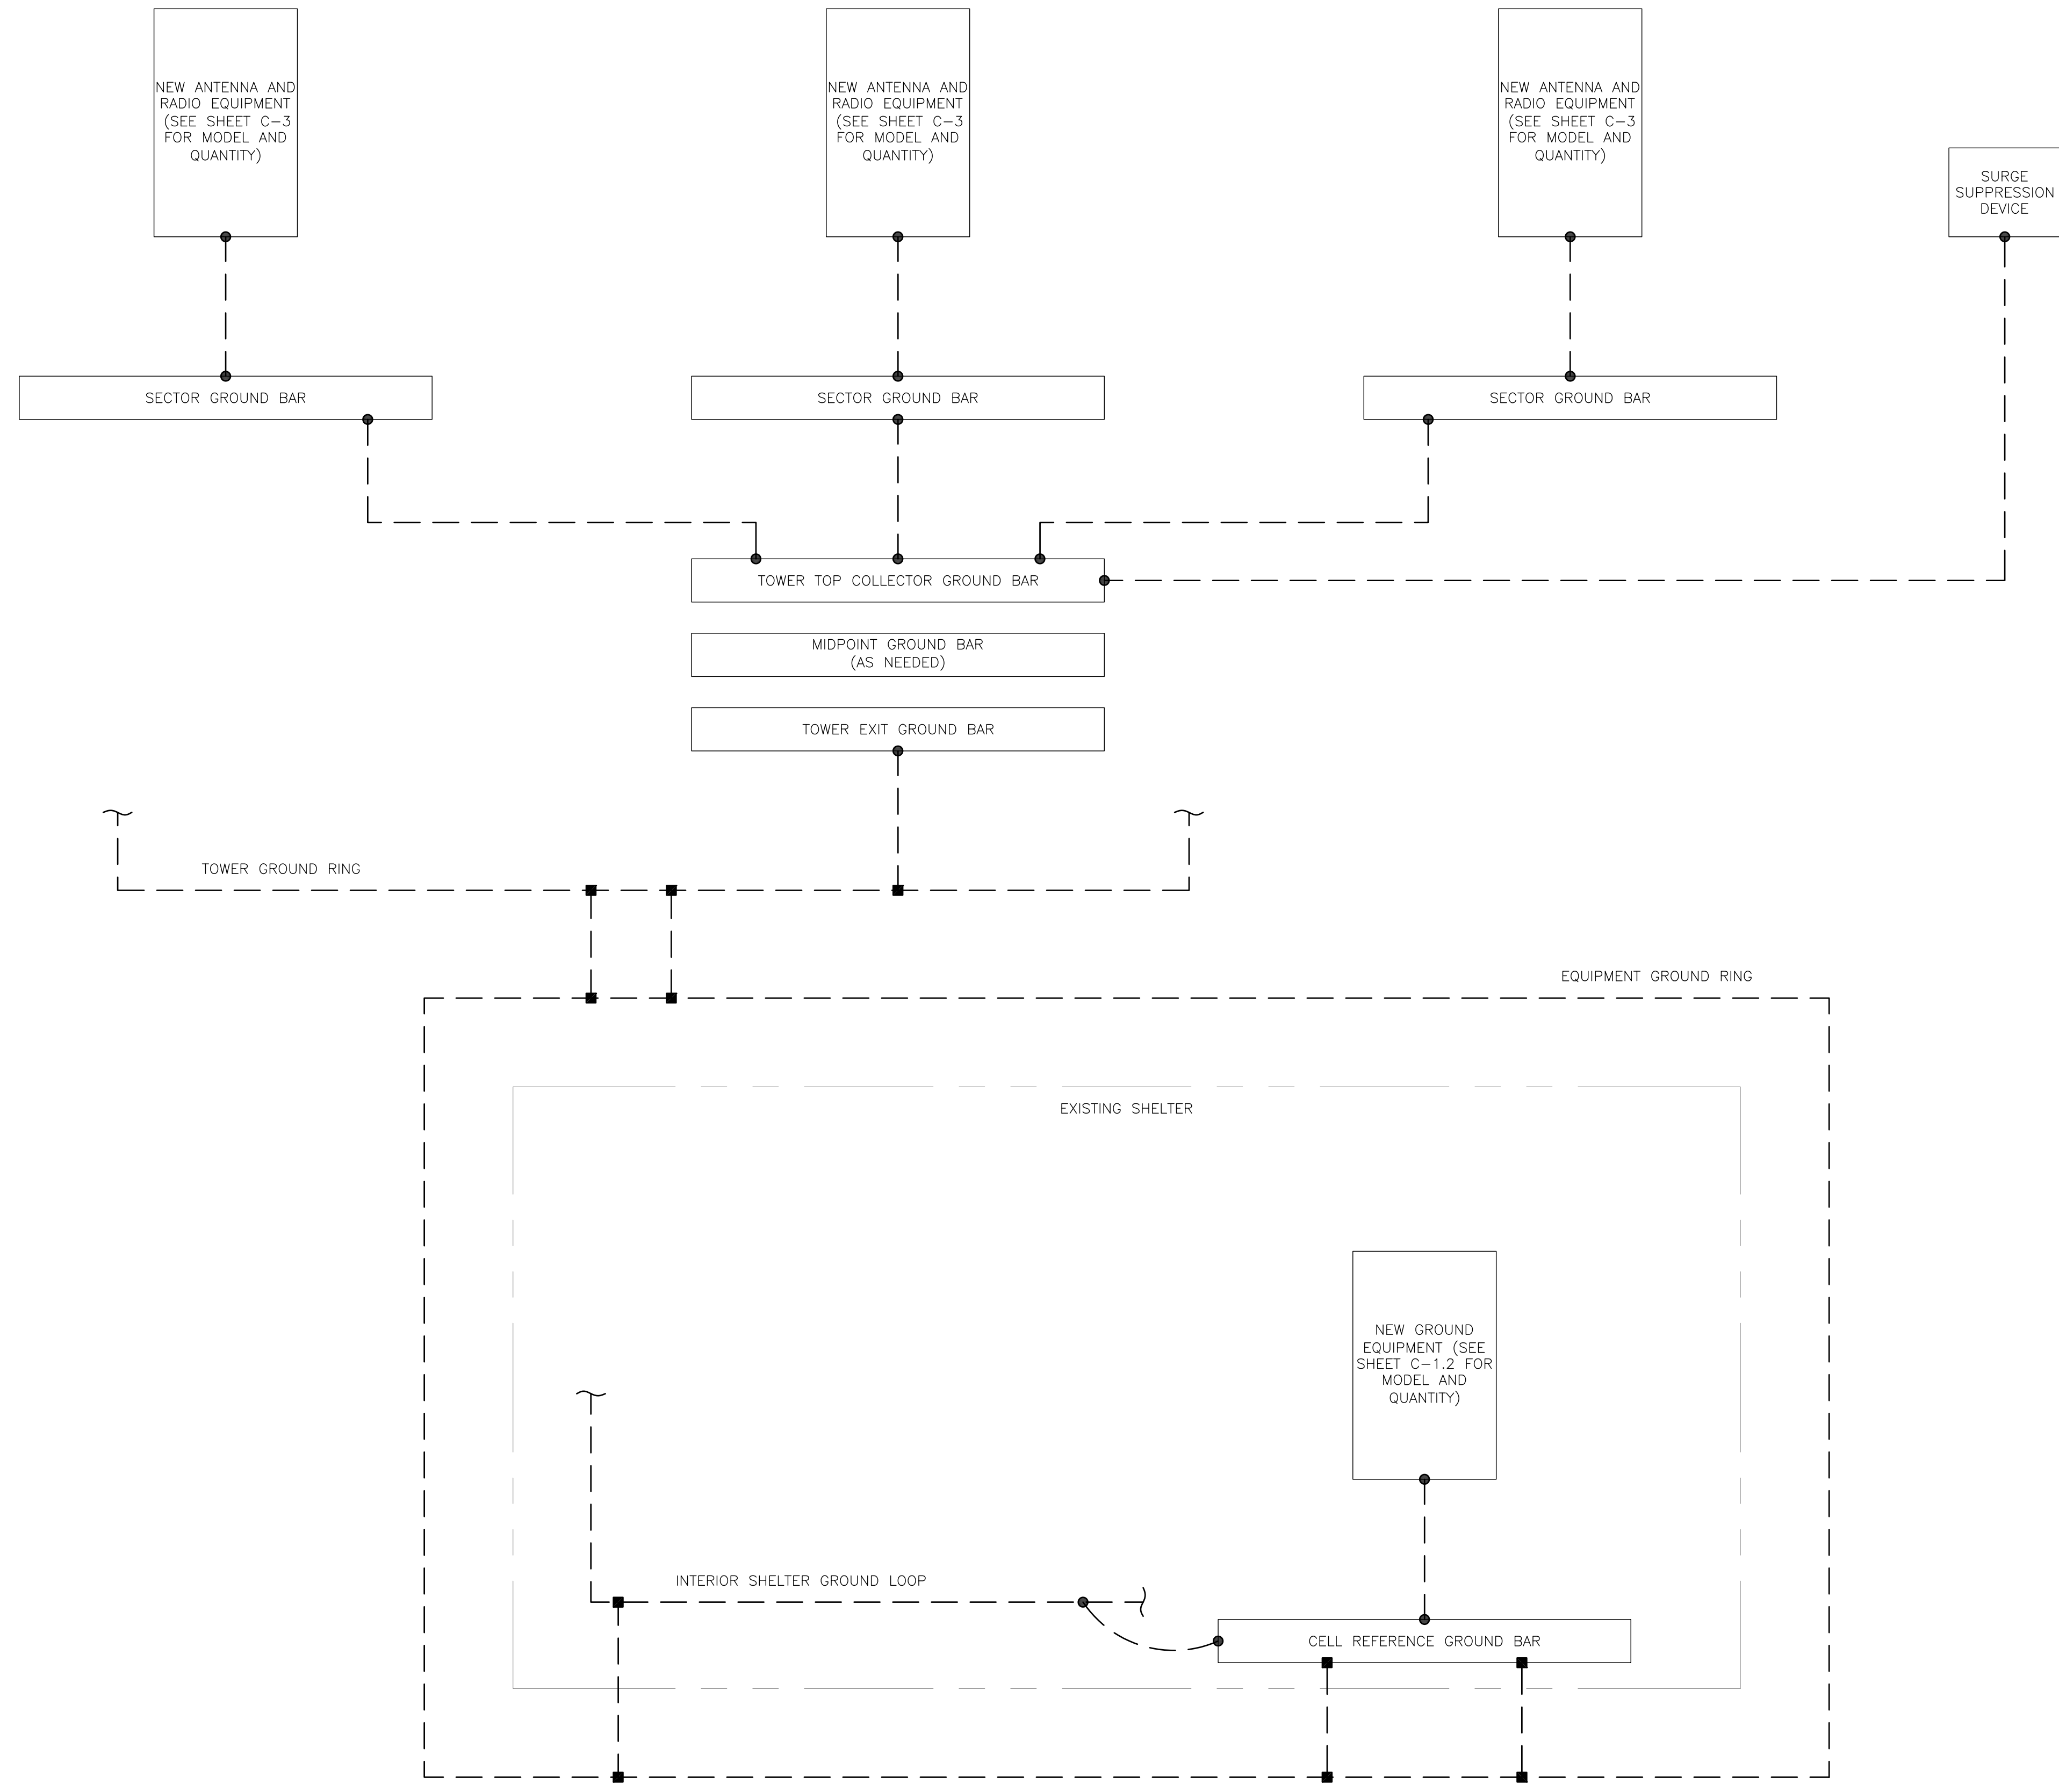 NEW ANTENNA AND
RADIO EQUIPMENT
(SEE SHEET C-3
FOR MODEL AND
QUANTITY)
NEW ANTENNA AND
RADIO EQUIPMENT
(SEE SHEET C-3
FOR MODEL AND
QUANTITY)
NEW ANTENNA AND
RADIO EQUIPMENT
(SEE SHEET C-3
FOR MODEL AND
QUANTITY)
SURGE
SUPPRESSION
DEVICE
SECTOR GROUND BAR
SECTOR GROUND BAR
SECTOR GROUND BAR
TOWER TOP COLLECTOR GROUND BAR
MIDPOINT GROUND BAR
(AS NEEDED)
TOWER EXIT GROUND BAR
TOWER GROUND RING
EQUIPMENT GROUND RING
EXISTING SHELTER
NEW GROUND
EQUIPMENT (SEE
SHEET C-1.2 FOR
MODEL AND
QUANTITY)
INTERIOR SHELTER GROUND LOOP
CELL REFERENCE GROUND BAR